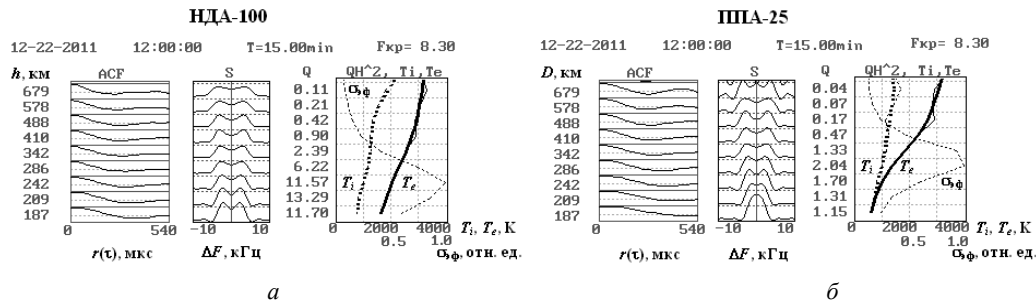 НДА-100
12-22-2011 12:00:00 T=15.00min Fкр= 8.30
h, км ACF S Q QH^2, Ti,Te
679 0.11
578 0.21
488 0.42
410 0.90
342 2.39
286 6.22
242 11.57
209 13.29
187 11.70
σэф
Ti Te
0 540 -10 10 0 2000 4000 Ti, Te, К
0.5 1.0
r(τ), мкс ΔF, кГц σэф, отн. ед.
а
ППА-25
12-22-2011 12:00:00 T=15.00min Fкр= 8.30
D, км ACF S Q QH^2, Ti,Te
679 0.04
578 0.07
488 0.17
410 0.47
342 1.33
286 2.04
242 1.70
209 1.31
187 1.15
Ti Te
σэф
0 540 -10 10 0 2000 4000 Ti, Te, К
0.5 1.0
r(τ), мкс ΔF, кГц σэф, отн. ед.
б